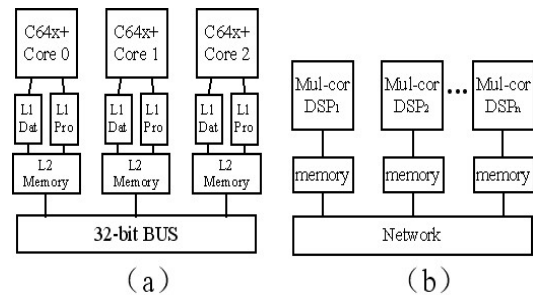 C64x+ Core 0
C64x+ Core 1
C64x+ Core 2
L1 Dat
L1 Pro
L1 Dat
L1 Pro
L1 Dat
L1 Pro
L2 Memory
L2 Memory
L2 Memory
32-bit BUS
(a)
Mul-cor DSP1
Mul-cor DSP2
...
Mul-cor DSPn
memory
memory
memory
Network
(b)